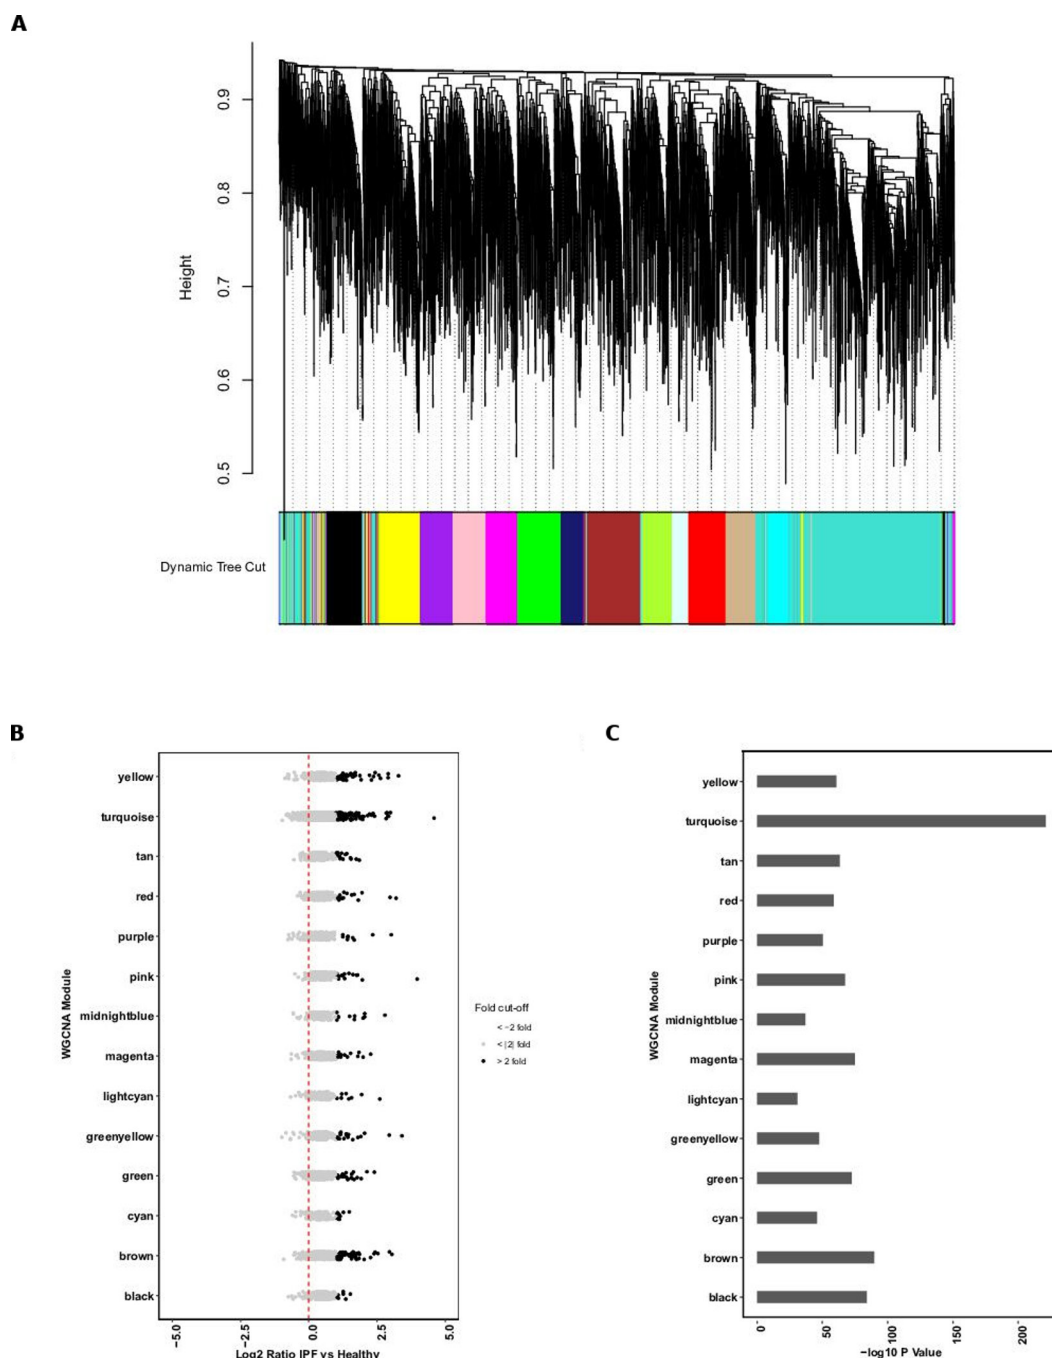 A
Height
0.9
0.8
0.7
0.6
0.5
Dynamic Tree Cut
B
WGCNA Module
yellow
turquoise
tan
red
purple
pink
midnightblue
magenta
lightcyan
greenyellow
green
cyan
brown
black
-5.0
-2.5
0.0
2.5
5.0
Log2 Ratio IPF vs Healthy
Fold cut-off
< -2 fold
< |2| fold
> 2 fold
C
WGCNA Module
yellow
turquoise
tan
red
purple
pink
midnightblue
magenta
lightcyan
greenyellow
green
cyan
brown
black
0
50
100
150
200
-log10 P Value